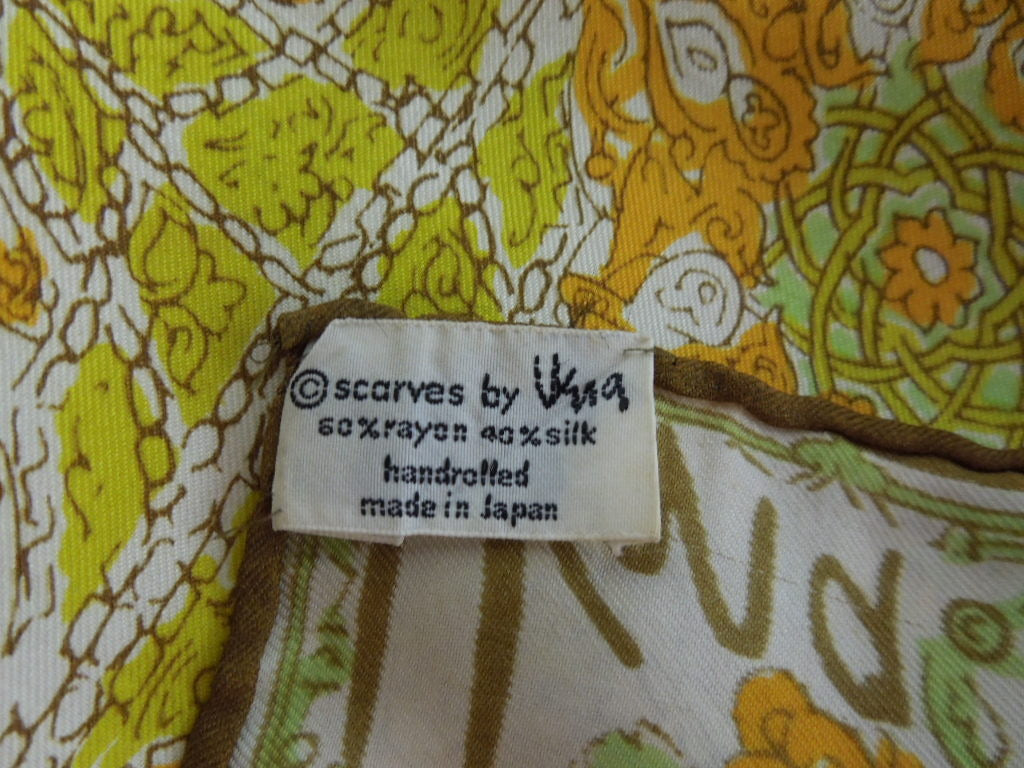 © scarves by Vera
60% rayon 40% silk
handrolled
made in Japan